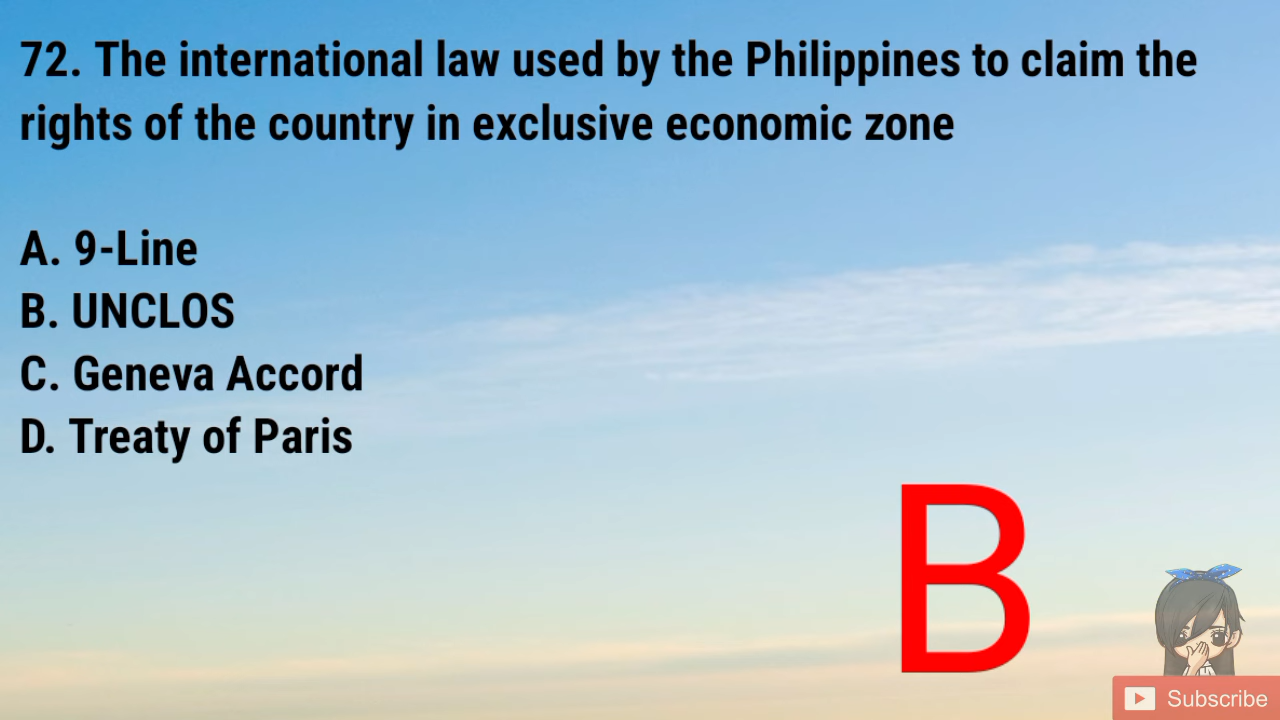 72. The international law used by the Philippines to claim the
rights of the country in exclusive economic zone
A. 9-Line
B. UNCLOS
C. Geneva Accord
D. Treaty of Paris
B
Subscribe